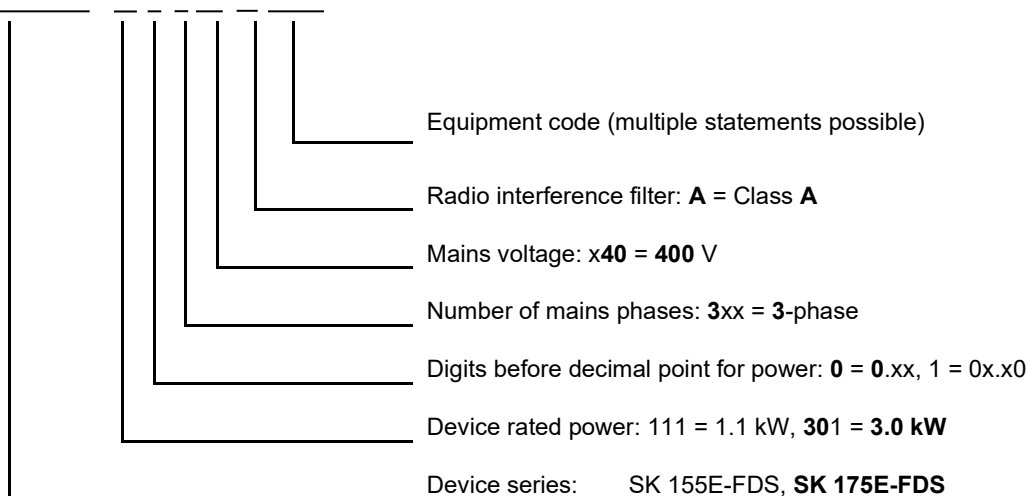 Equipment code (multiple statements possible)
Radio interference filter: A = Class A
Mains voltage: x40 = 400 V
Number of mains phases: 3xx = 3-phase
Digits before decimal point for power: 0 = 0.xx, 1 = 0x.x0
Device rated power: 111 = 1.1 kW, 301 = 3.0 kW
Device series: SK 155E-FDS, SK 175E-FDS